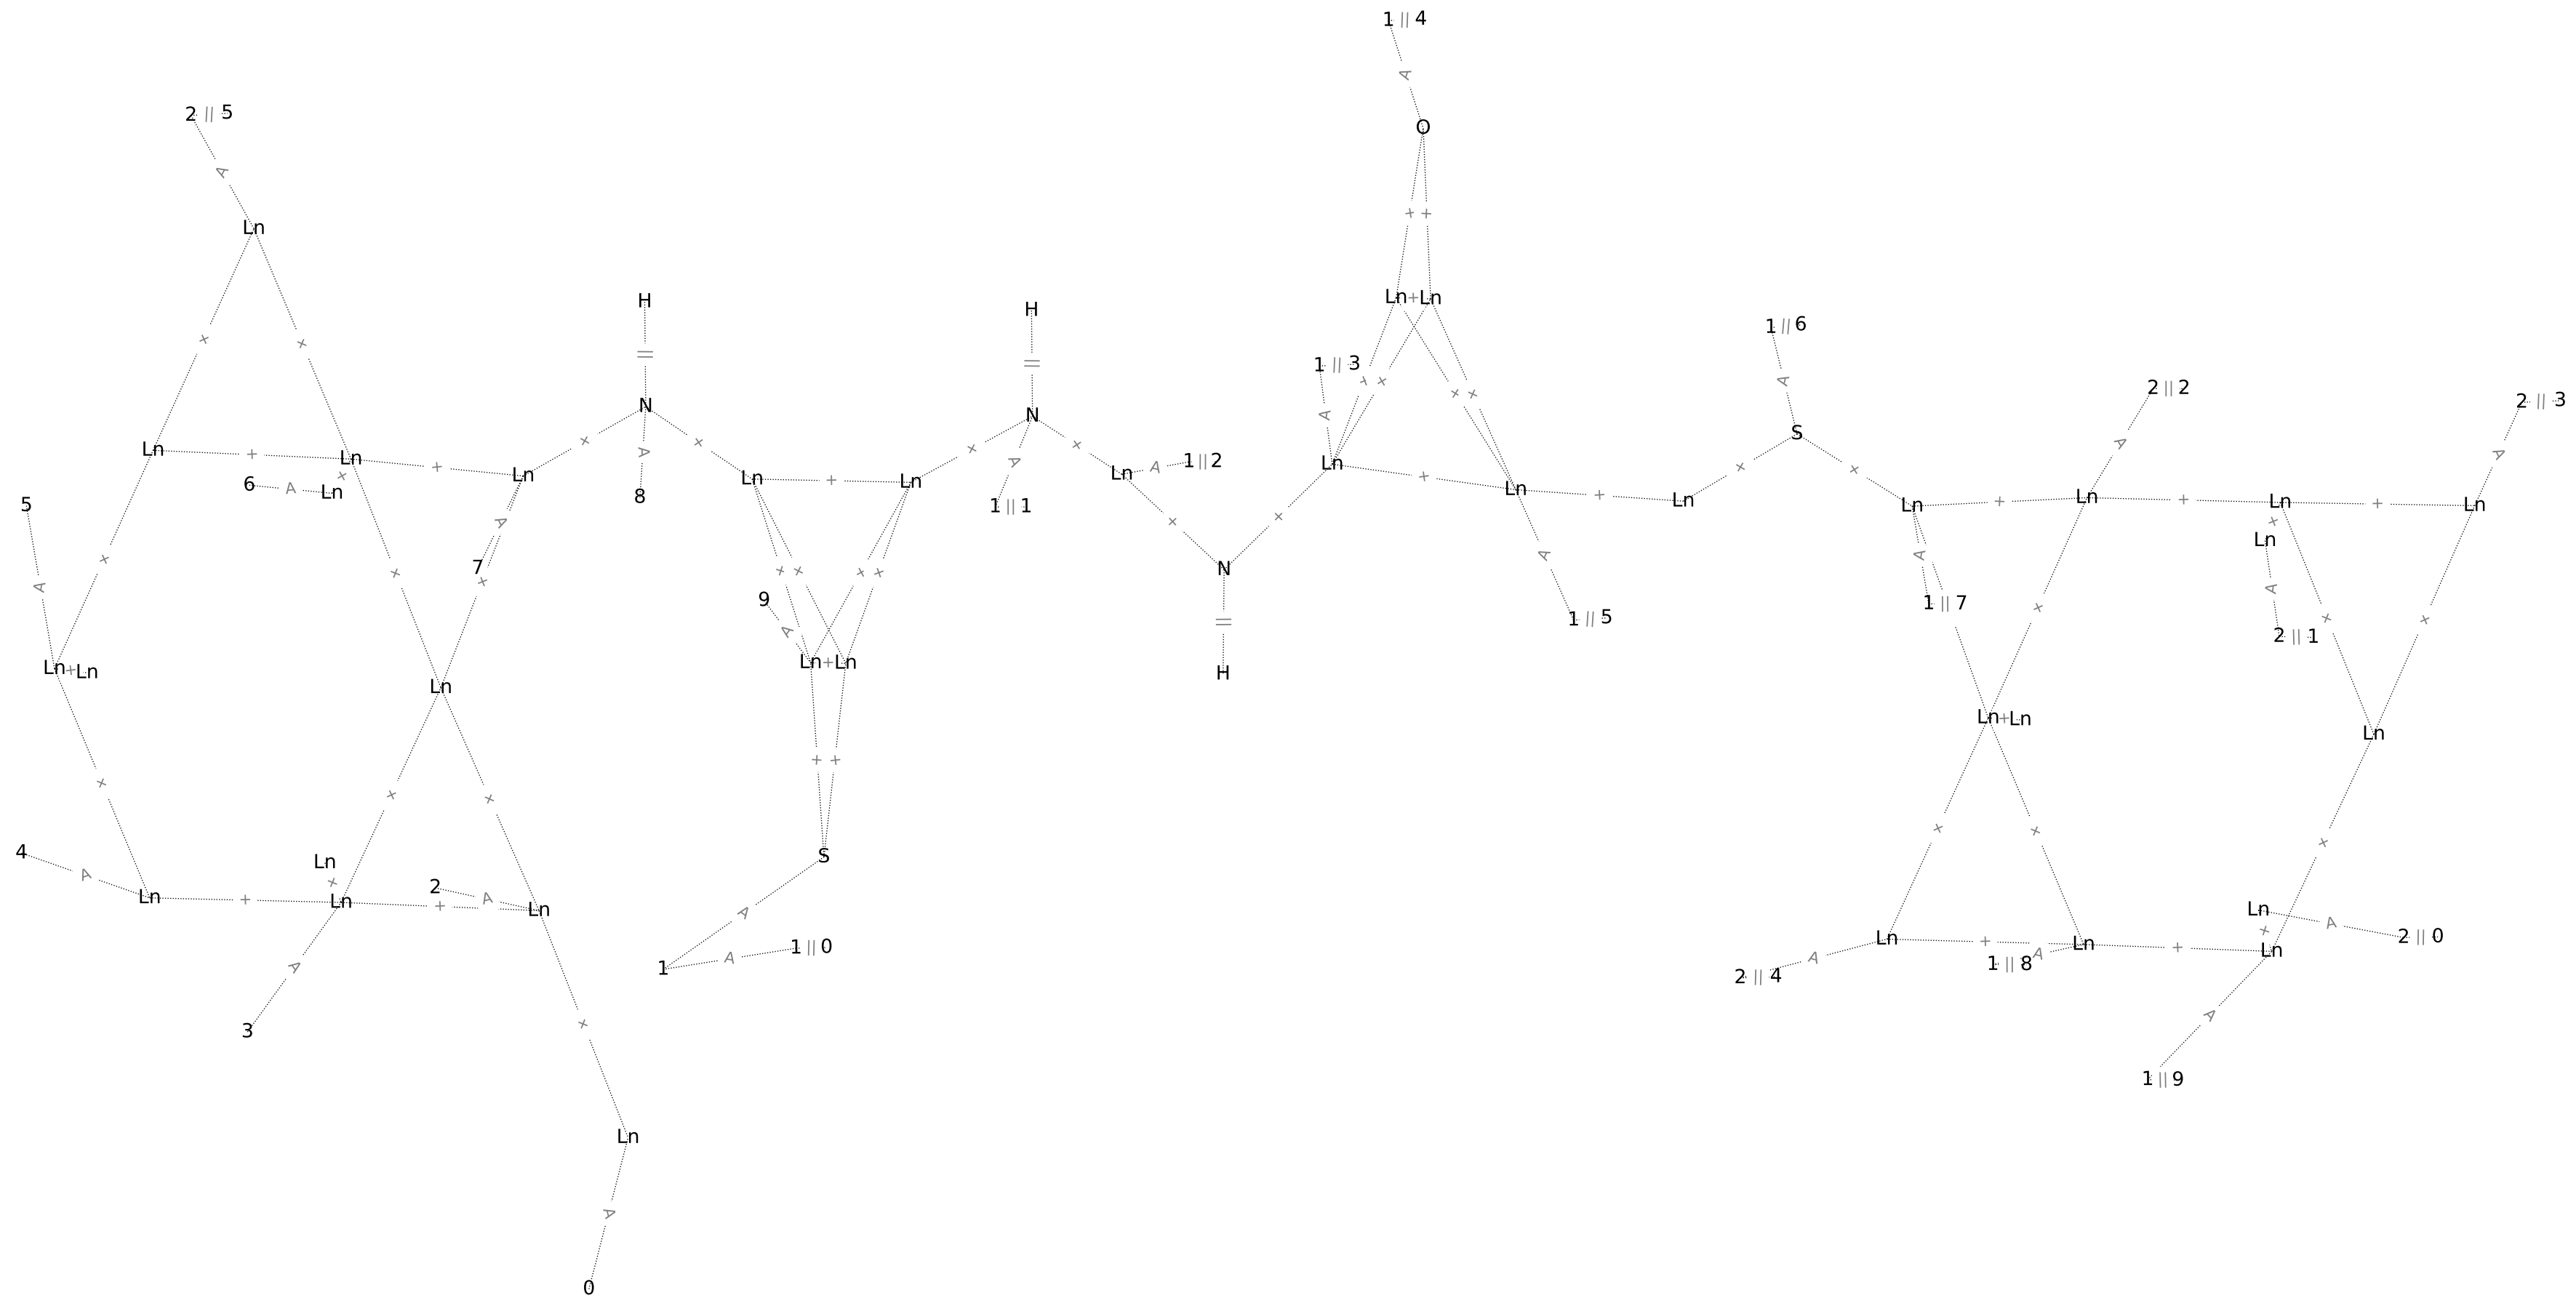 1 || 4
O
2 || 5
A
A
Ln
+ +
H
H
Ln+Ln
1 || 6
+ +
= =
1 || 3
A
2 || 2
2 || 3
N
N
A
S
A
A
Ln + Ln + Ln
Ln + Ln
Ln
A
1 || 2
Ln + Ln + Ln
Ln + Ln + Ln + Ln
6 A Ln
8
1 || 1
5
A
7
N
A
1 || 5
A
1 || 7
Ln
A
2 || 1
9
A
=
H
A
Ln+Ln
Ln
Ln+Ln
Ln+Ln
Ln
4 A Ln + Ln + Ln
Ln
2 A
S
A
3
1 A 1 || 0
Ln + Ln + Ln
2 || 4 A
1 || 8 A
Ln A 2 || 0
A
1 || 9
Ln
A
0